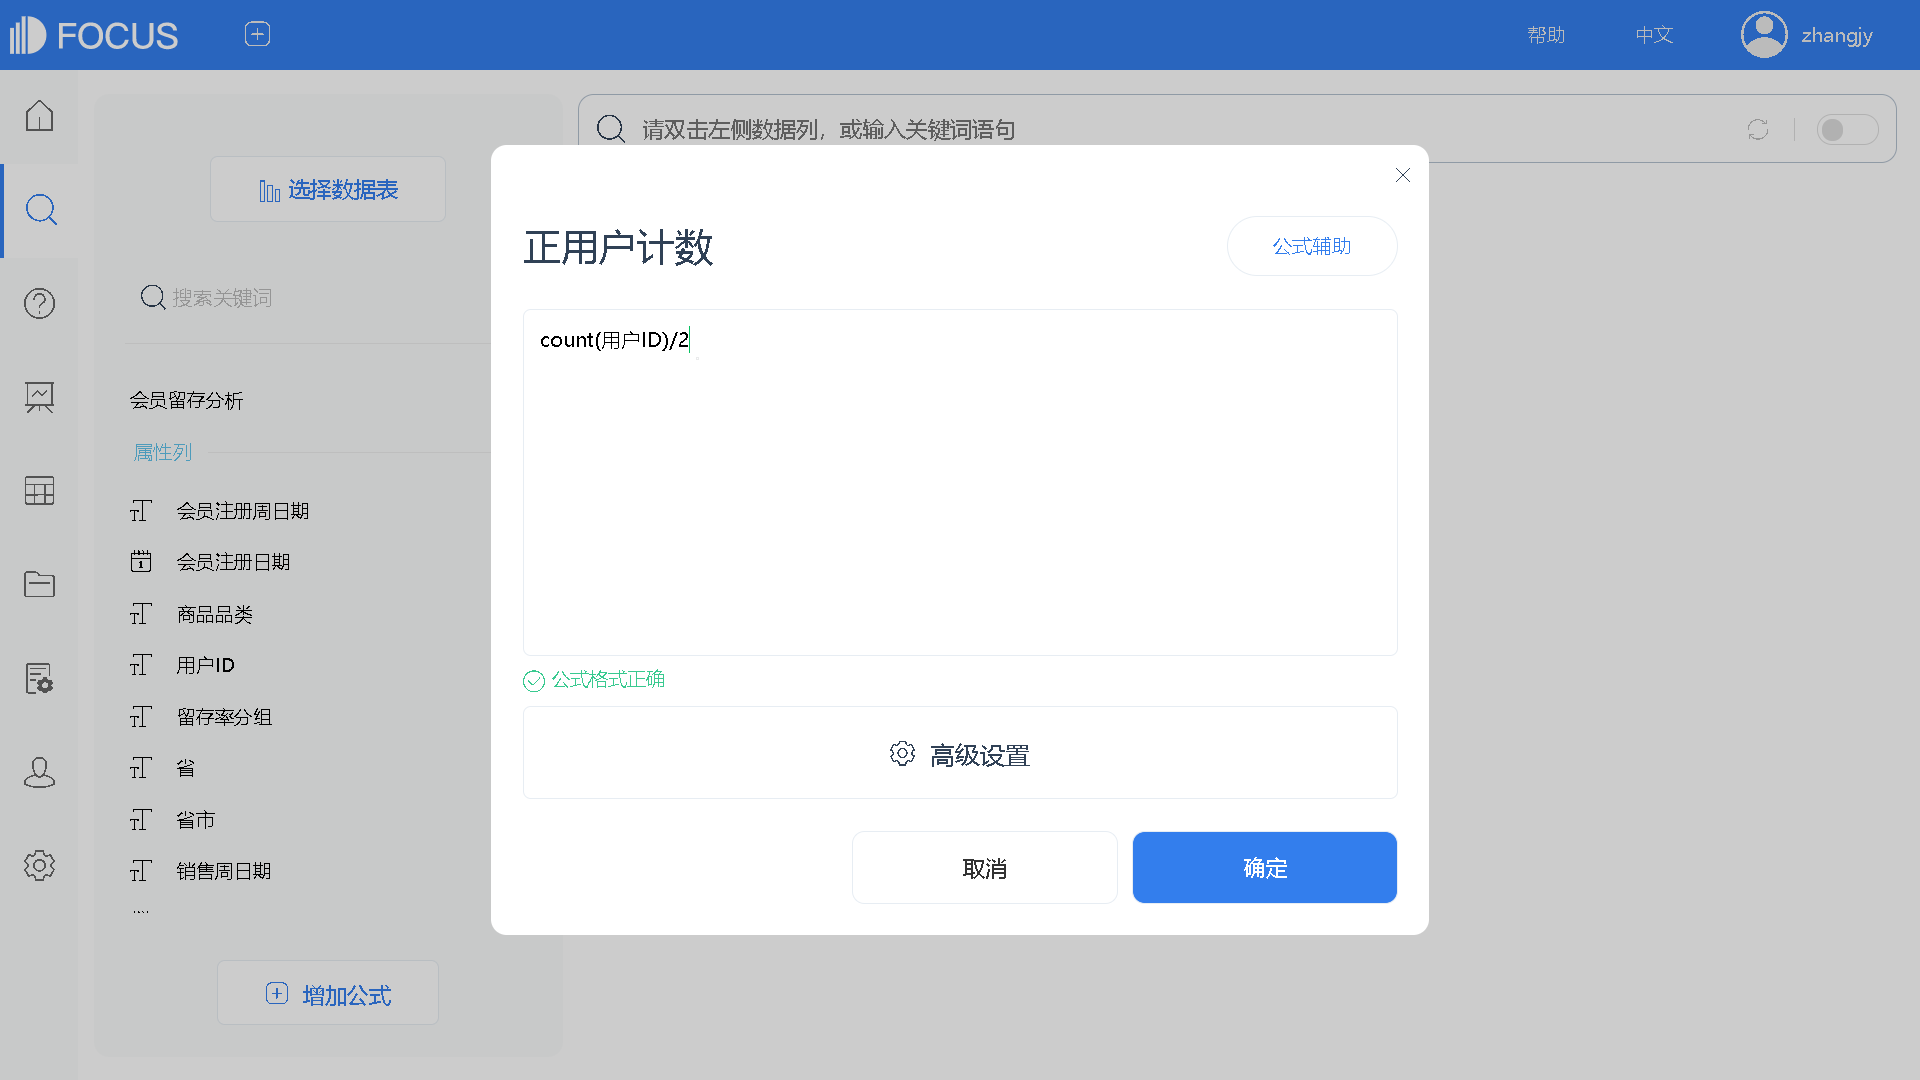 FOCUS
帮助
中文
zhangjy
请双击左侧数据列，或输入关键词语句
选择数据表
搜索关键词
会员留存分析
属性列
会员注册周日期
会员注册日期
商品品类
用户ID
留存率分组
省
省市
销售周日期
增加公式
正用户计数
公式辅助
count(用户ID)/2
公式格式正确
高级设置
取消
确定